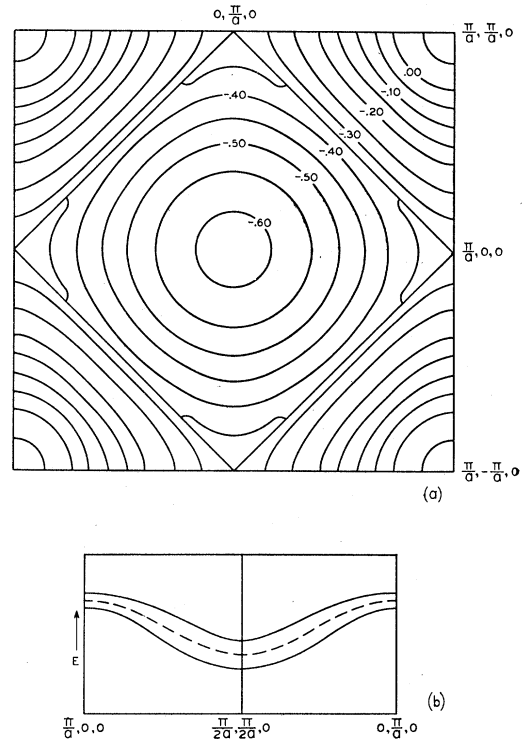 0, π/a, 0
π/a, π/a, 0
.00
-.10
-.20
-.30
-.40
-.40
-.50
-.50
-.60
π/a, 0, 0
π/a, -π/a, 0
(a)
E
(b)
π/a, 0, 0
π/2a, π/2a, 0
0, π/a, 0